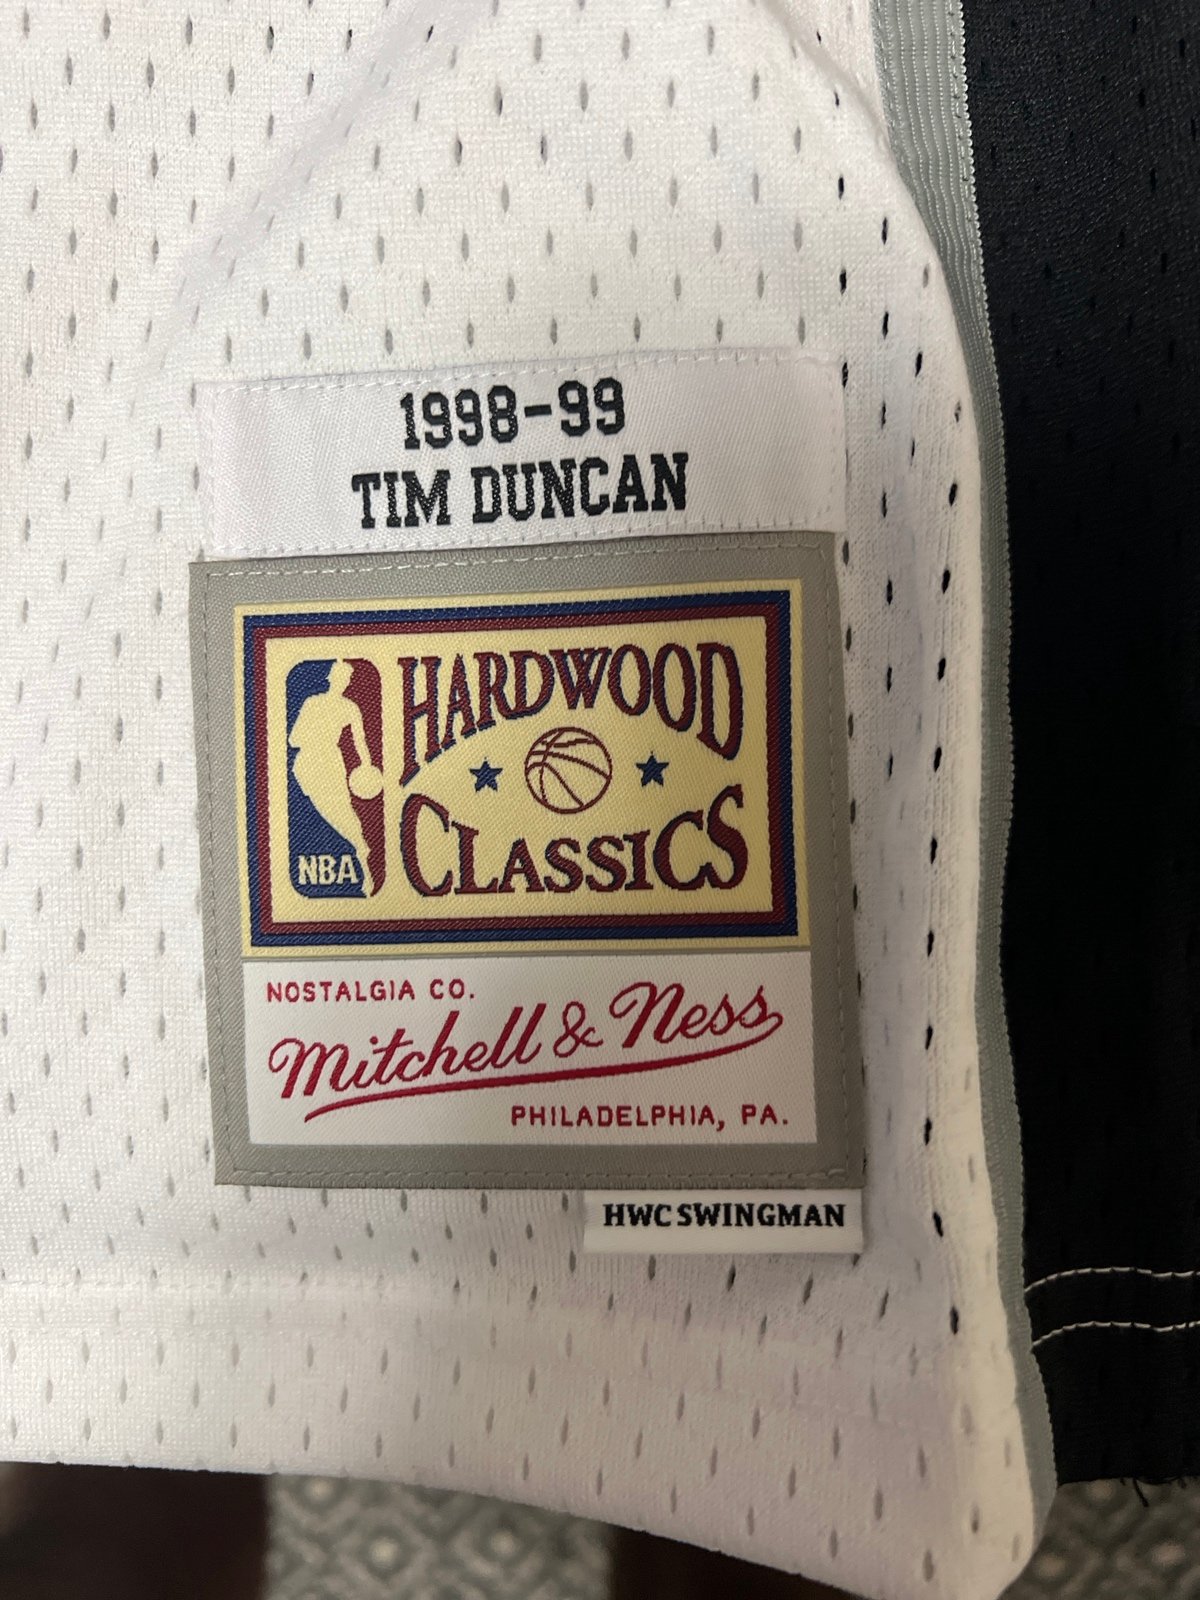 1998-99
TIM DUNCAN
HARDWOOD
CLASSICS
NBA
NOSTALGIA CO.
Mitchell & Ness
PHILADELPHIA, PA.
HWC SWINGMAN